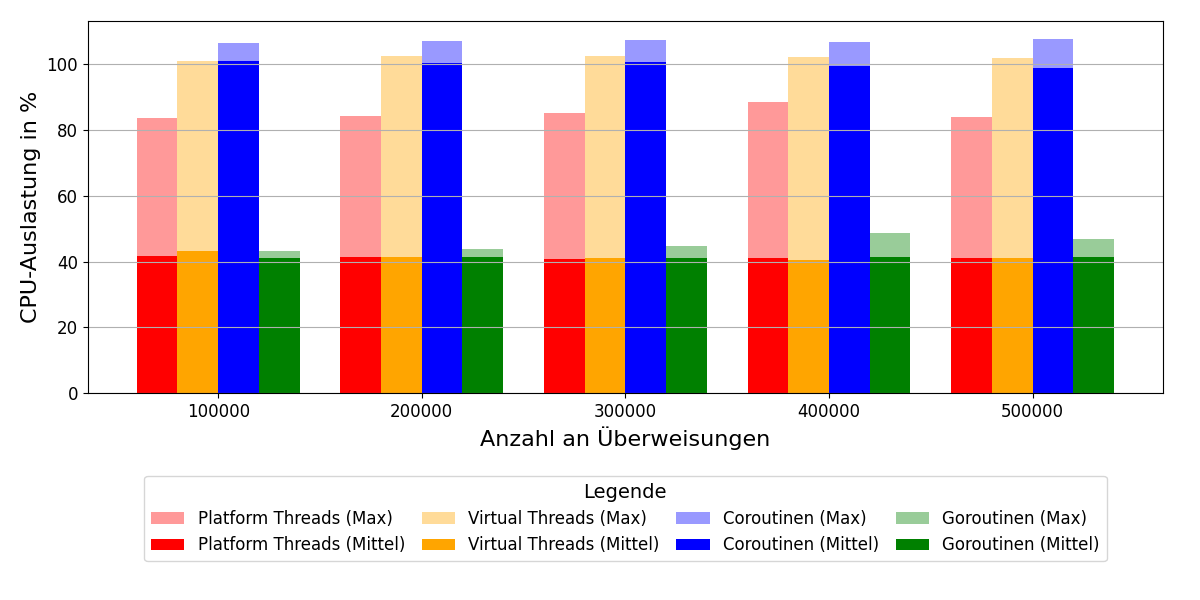 CPU-Auslastung in %
100
80
60
40
20
0
100000 200000 300000 400000 500000
Anzahl an Überweisungen
Legende
Platform Threads (Max) Virtual Threads (Max) Coroutinen (Max) Goroutinen (Max)
Platform Threads (Mittel) Virtual Threads (Mittel) Coroutinen (Mittel) Goroutinen (Mittel)